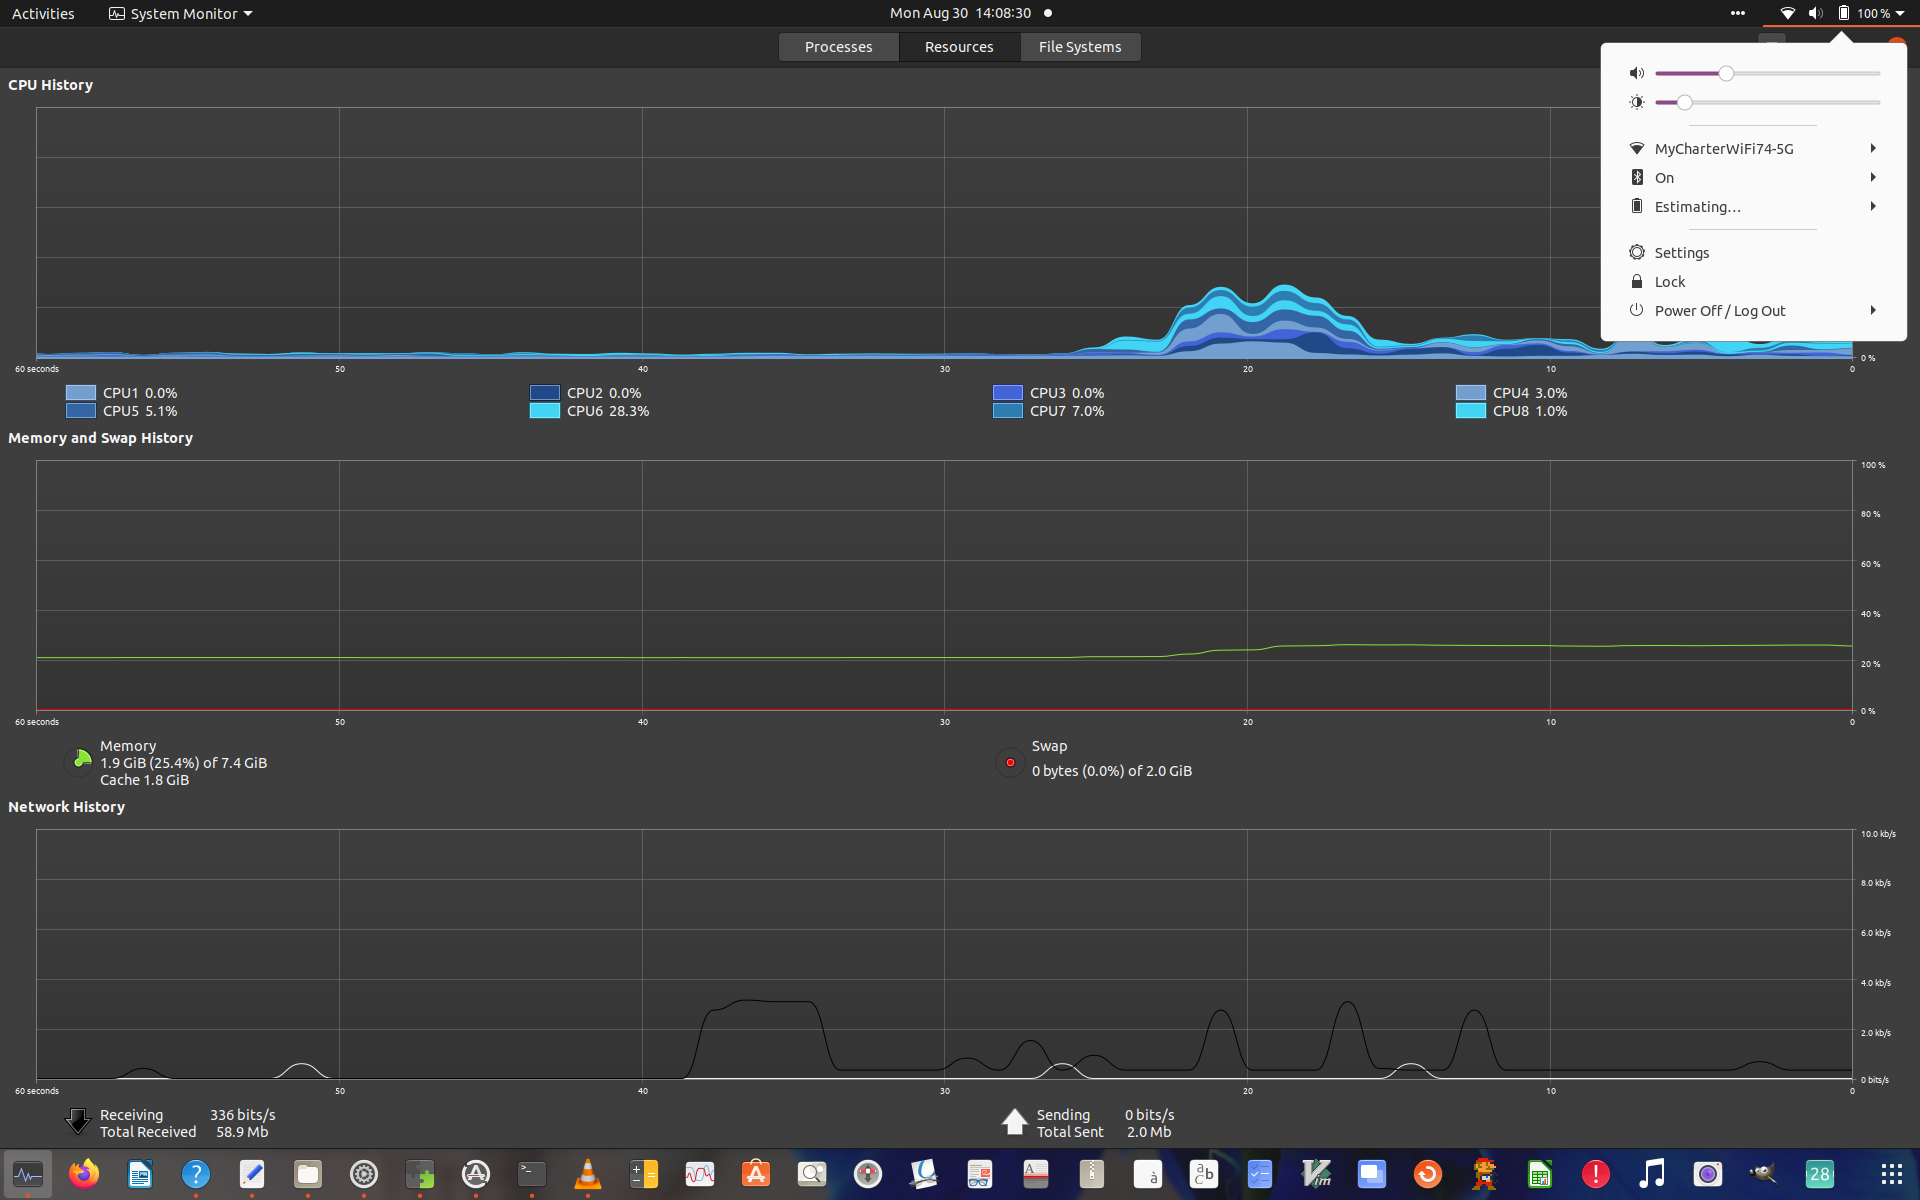 Activities System Monitor Mon Aug 30 14:08:30 100 %
Processes Resources File Systems
CPU History
MyCharterWiFi74-5G
On
Estimating…
Settings
Lock
Power Off / Log Out
0 %
60 seconds 50 40 30 20 10 0
CPU1 0.0% CPU2 0.0% CPU3 0.0% CPU4 3.0%
CPU5 5.1% CPU6 28.3% CPU7 7.0% CPU8 1.0%
Memory and Swap History
100 %
80 %
60 %
40 %
20 %
0 %
60 seconds 50 40 30 20 10 0
Memory
1.9 GiB (25.4%) of 7.4 GiB
Cache 1.8 GiB
Swap
0 bytes (0.0%) of 2.0 GiB
Network History
10.0 kb/s
8.0 kb/s
6.0 kb/s
4.0 kb/s
2.0 kb/s
0 bits/s
60 seconds 50 40 30 20 10 0
Receiving 336 bits/s Sending 0 bits/s
Total Received 58.9 Mb Total Sent 2.0 Mb
? >_ A à a b c Vim ! 28